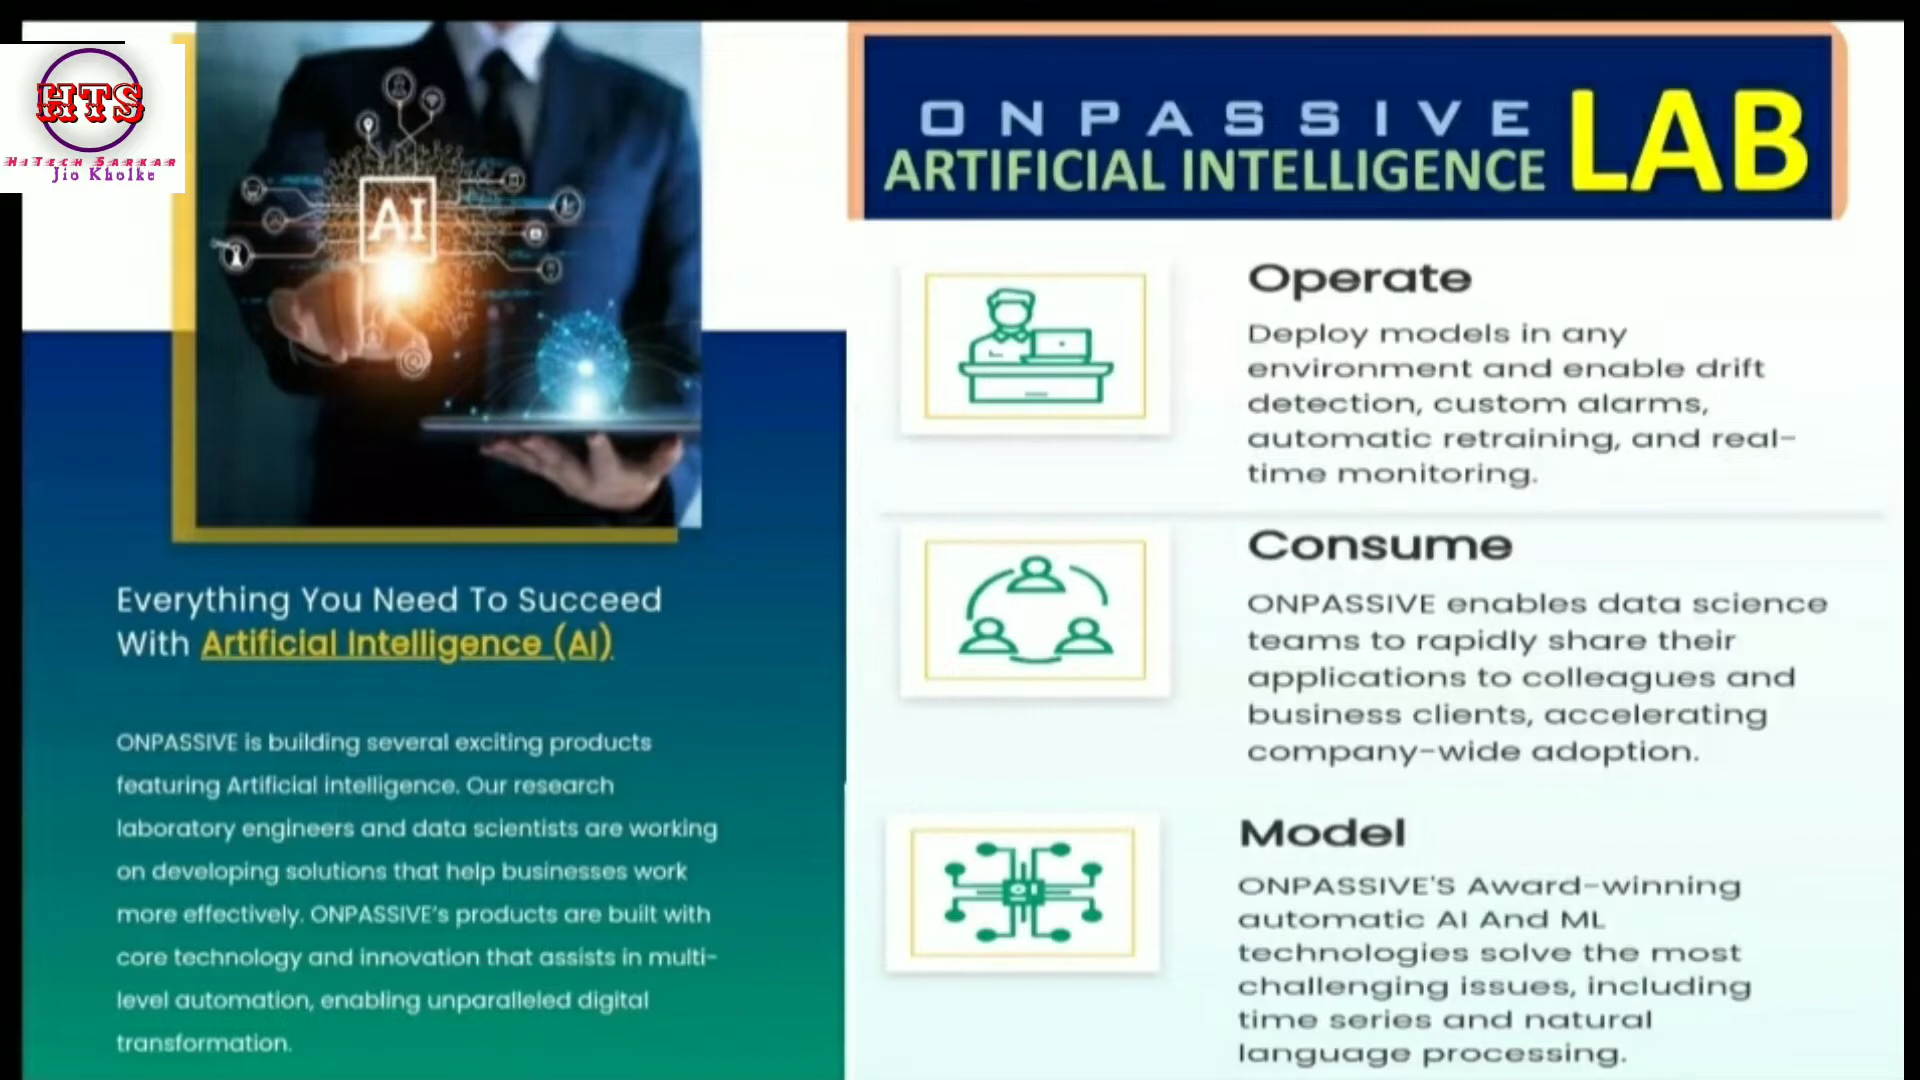 HTS
HiTech Sarkar
Jio Kholke
AI
Everything You Need To Succeed
With Artificial Intelligence (AI)
ONPASSIVE is building several exciting products
featuring Artificial intelligence. Our research
laboratory engineers and data scientists are working
on developing solutions that help businesses work
more effectively. ONPASSIVE's products are built with
core technology and innovation that assists in multi-
level automation, enabling unparalleled digital
transformation.
ONPASSIVE
ARTIFICIAL INTELLIGENCE LAB
Operate
Deploy models in any
environment and enable drift
detection, custom alarms,
automatic retraining, and real-
time monitoring.
Consume
ONPASSIVE enables data science
teams to rapidly share their
applications to colleagues and
business clients, accelerating
company-wide adoption.
Model
ONPASSIVE'S Award-winning
automatic AI And ML
technologies solve the most
challenging issues, including
time series and natural
language processing.